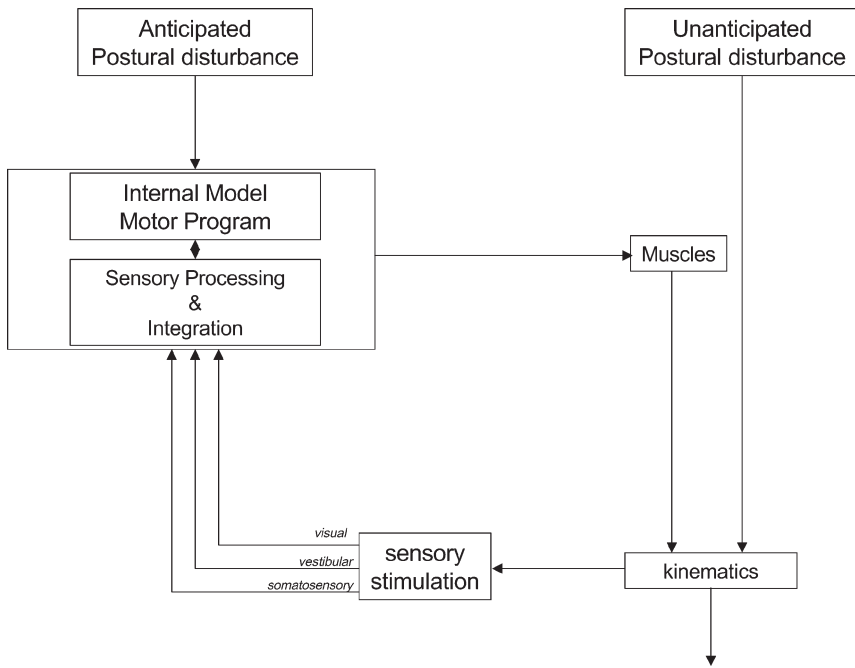 Anticipated
Postural disturbance
Unanticipated
Postural disturbance
Internal Model
Motor Program
Sensory Processing
&
Integration
Muscles
visual
vestibular
somatosensory
sensory
stimulation
kinematics